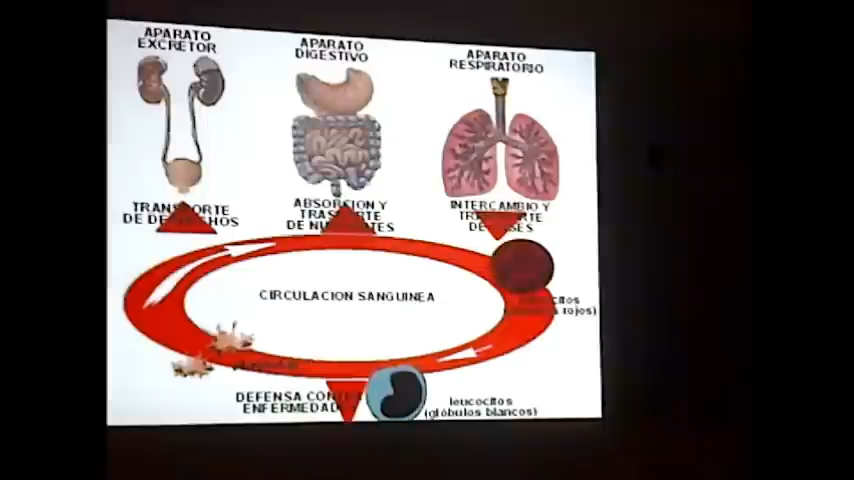 APARATO
EXCRETOR
APARATO
DIGESTIVO
APARATO
RESPIRATORIO
TRANSPORTE
DE DESECHOS
ABSORCION Y
TRASPORTE
DE NUTRIENTES
INTERCAMBIO Y
TRANSPORTE
DE GASES
CIRCULACION SANGUINEA
rojos)
DEFENSA CONTRA
ENFERMEDADES
leucocitos
(glóbulos blancos)